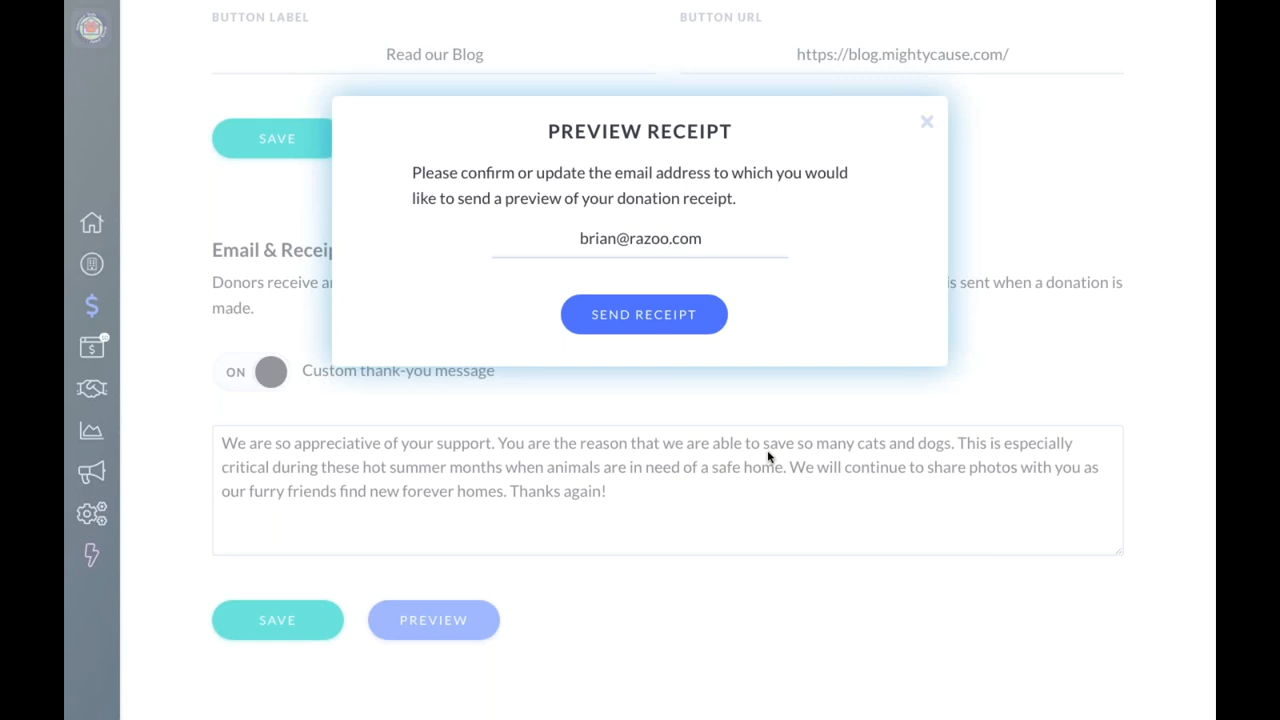 BUTTON LABEL
BUTTON URL
Read our Blog
https://blog.mightycause.com/
SAVE
PREVIEW RECEIPT
Please confirm or update the email address to which you would
like to send a preview of your donation receipt.
brian@razoo.com
SEND RECEIPT
Email &
Donors receive
is sent when a donation is
made.
ON
Custom thank-you message
We are so appreciative of your support. You are the reason that we are able to save so many cats and dogs. This is especially
critical during these hot summer months when animals are in need of a safe home. We will continue to share photos with you as
our furry friends find new forever homes. Thanks again!
SAVE
PREVIEW